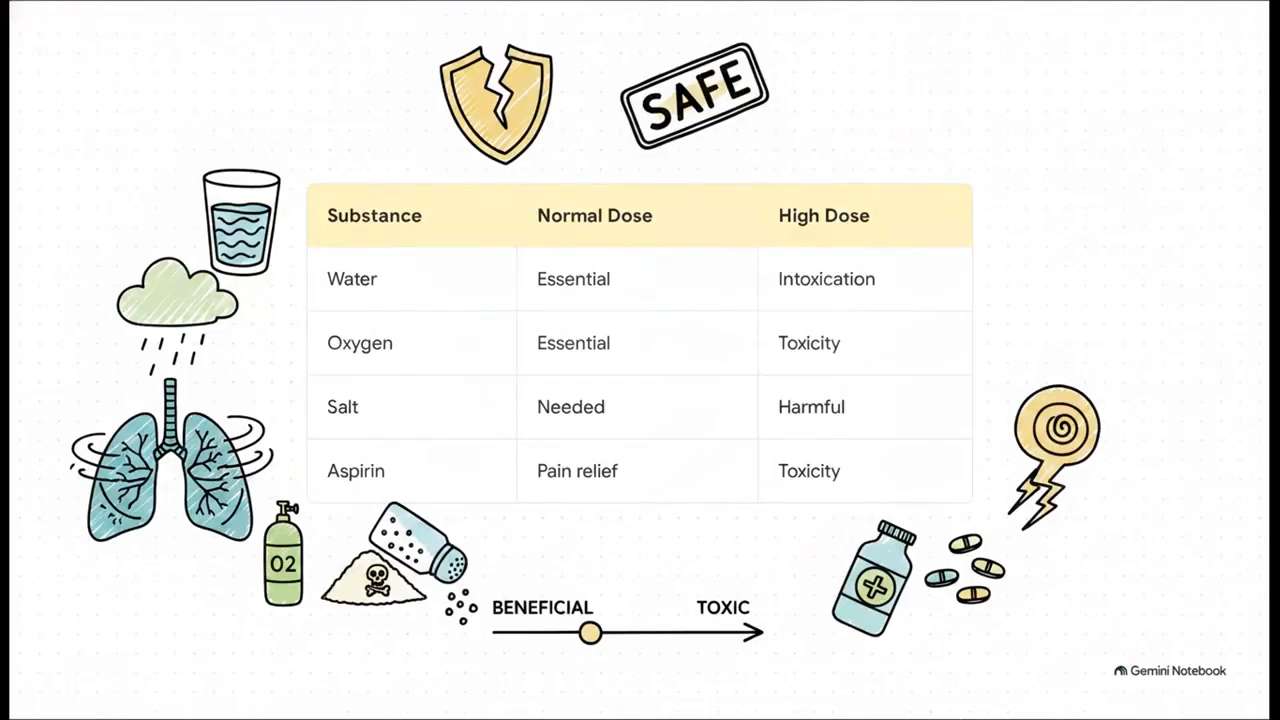 SAFE
Substance Normal Dose High Dose
Water Essential Intoxication
Oxygen Essential Toxicity
Salt Needed Harmful
Aspirin Pain relief Toxicity
O2
BENEFICIAL TOXIC
Gemini Notebook